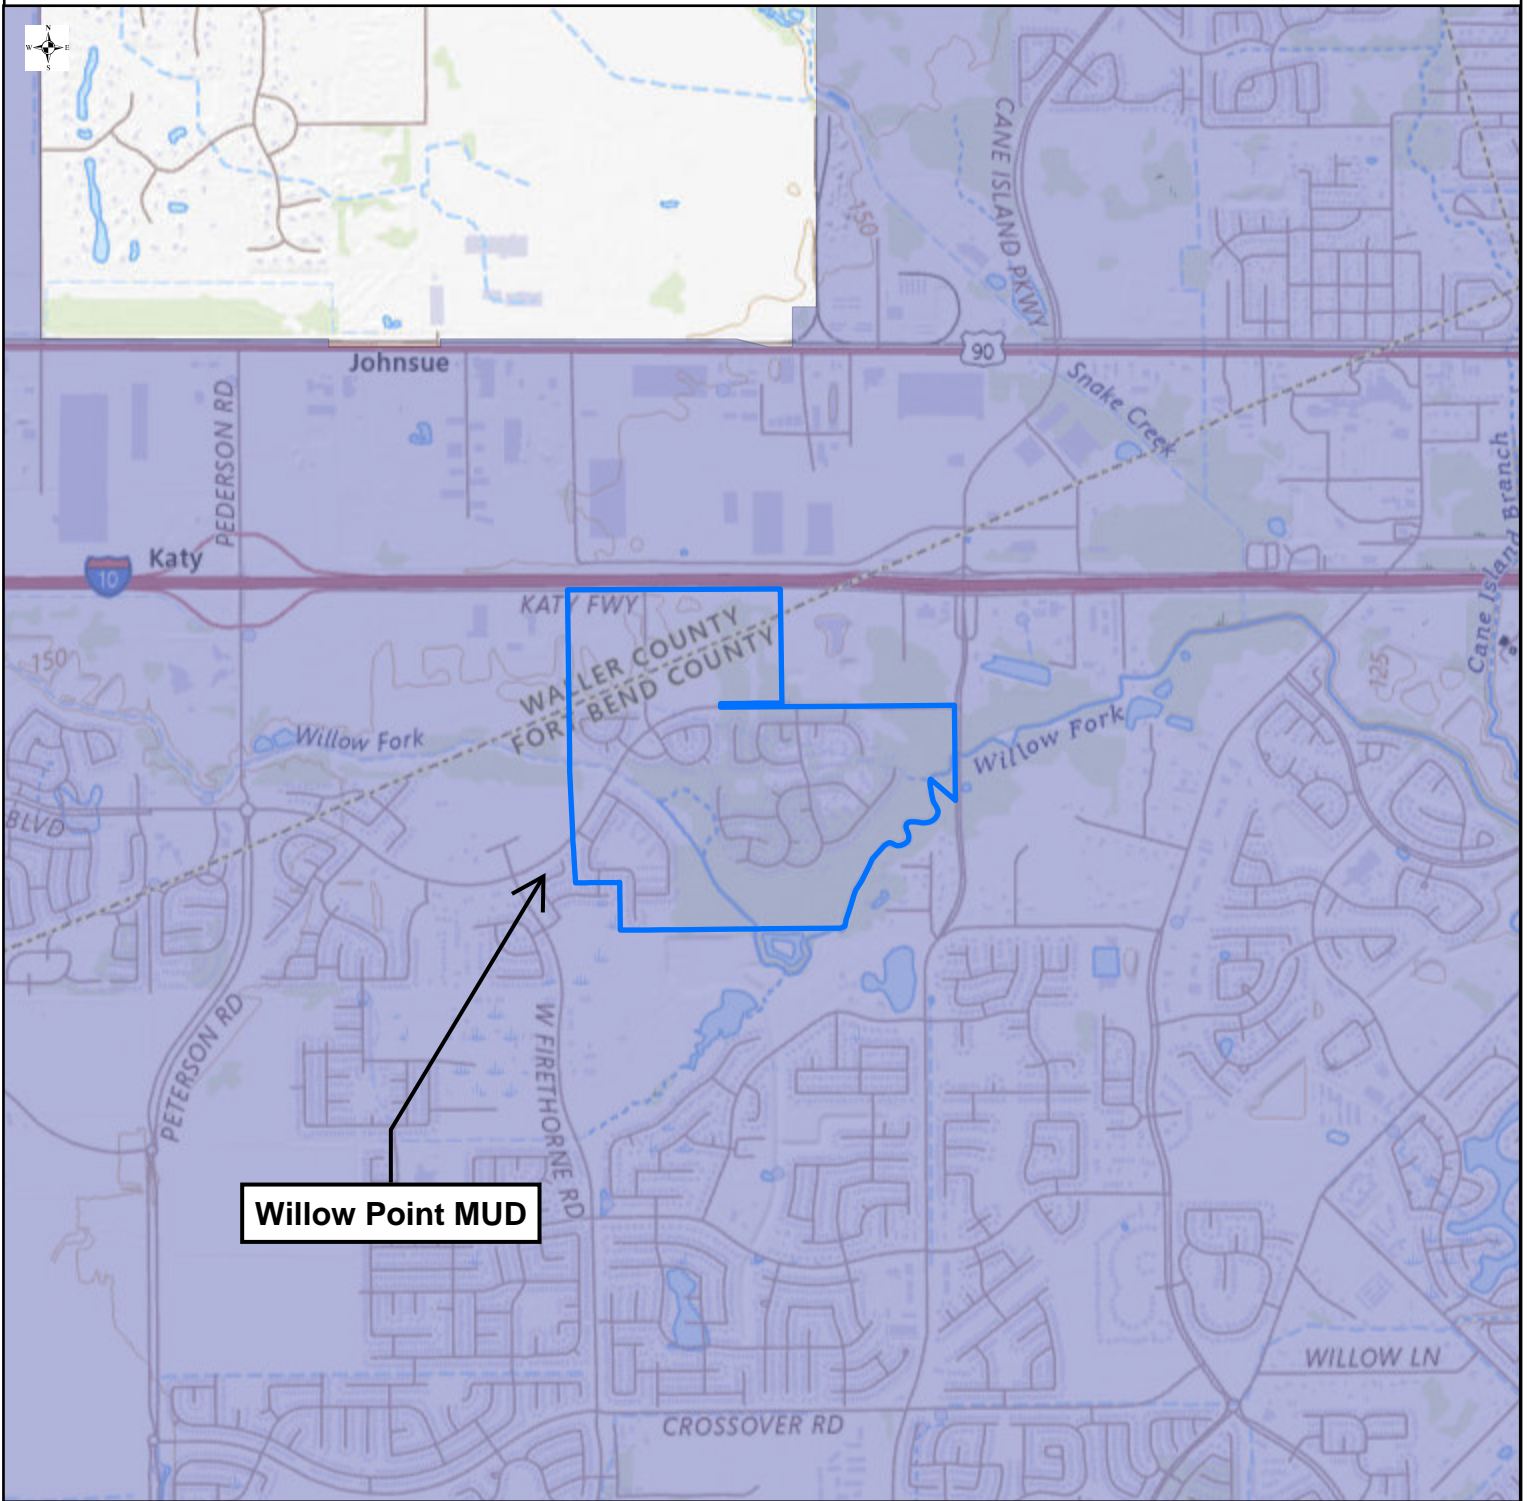 N
W E
S
150
CANE ISLAND PKWY
90
Johnsue
Snake Creek
PEDERSON RD
Cane Island Branch
Katy
10
KATY FWY
WALLER COUNTY
FORT BEND COUNTY
150
125
Willow Fork
Willow Fork
BLVD
PETERSON RD
W FIRETHORNE RD
Willow Point MUD
WILLOW LN
CROSSOVER RD